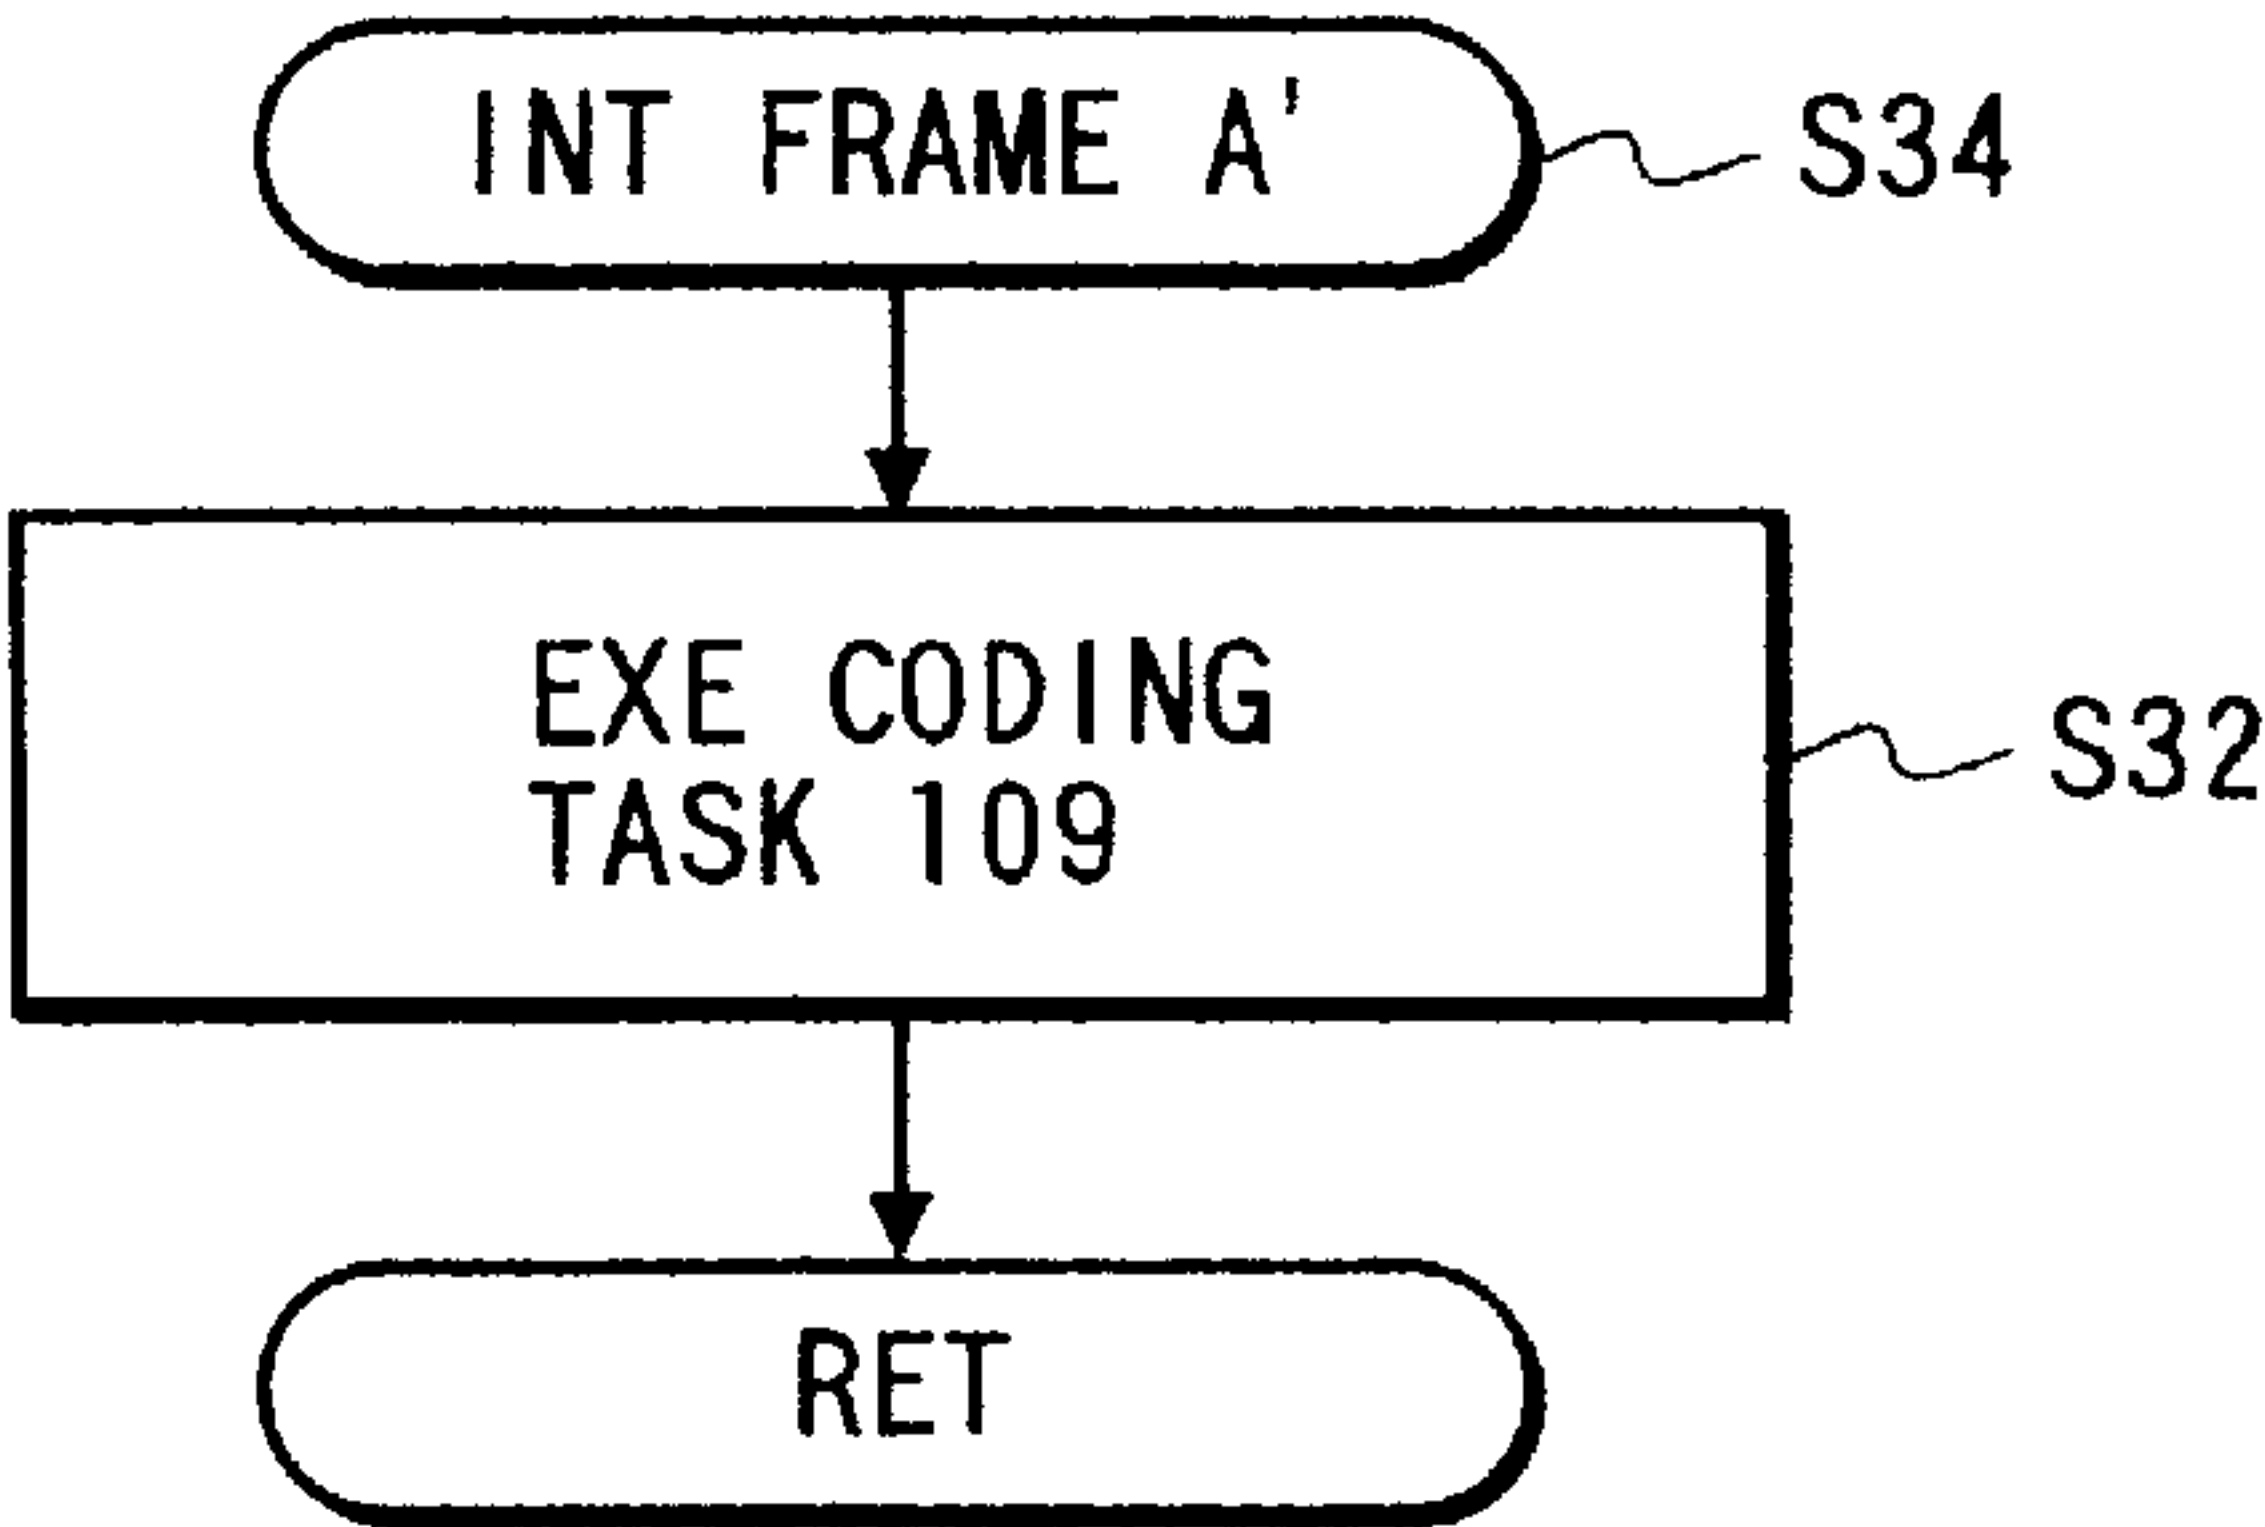 INT FRAME A'
S34
EXE CODING
TASK 109
S32
RET